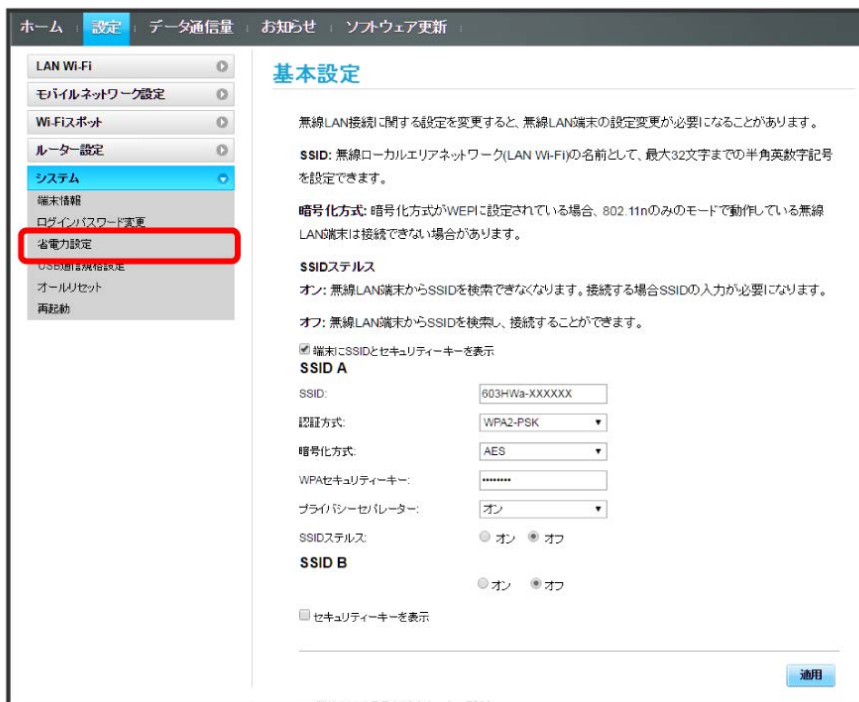 ホーム 設定 データ通信量 お知らせ ソフトウェア更新
LAN Wi-Fi
モバイルネットワーク設定
Wi-Fiスポット
ルーター設定
システム
端末情報
ログインパスワード変更
省電力設定
USB通信規格設定
オールリセット
再起動
基本設定
無線LAN接続に関する設定を変更すると、無線LAN端末の設定変更が必要になることがあります。
SSID: 無線ローカルエリアネットワーク(LAN Wi-Fi)の名前として、最大32文字までの半角英数字記号
を設定できます。
暗号化方式: 暗号化方式がWEPに設定されている場合、802.11nのみのモードで動作している無線
LAN端末は接続できない場合があります。
SSIDステルス
オン: 無線LAN端末からSSIDを検索できなくなります。接続する場合SSIDの入力が必要になります。
オフ: 無線LAN端末からSSIDを検索し、接続することができます。
端末にSSIDとセキュリティーキーを表示
SSID A
SSID: 603HWa-XXXXXX
認証方式: WPA2-PSK
暗号化方式: AES
WPAセキュリティーキー: ••••••••
プライバシーセパレーター: オン
SSIDステルス: オン オフ
SSID B
オン オフ
セキュリティーキーを表示
適用